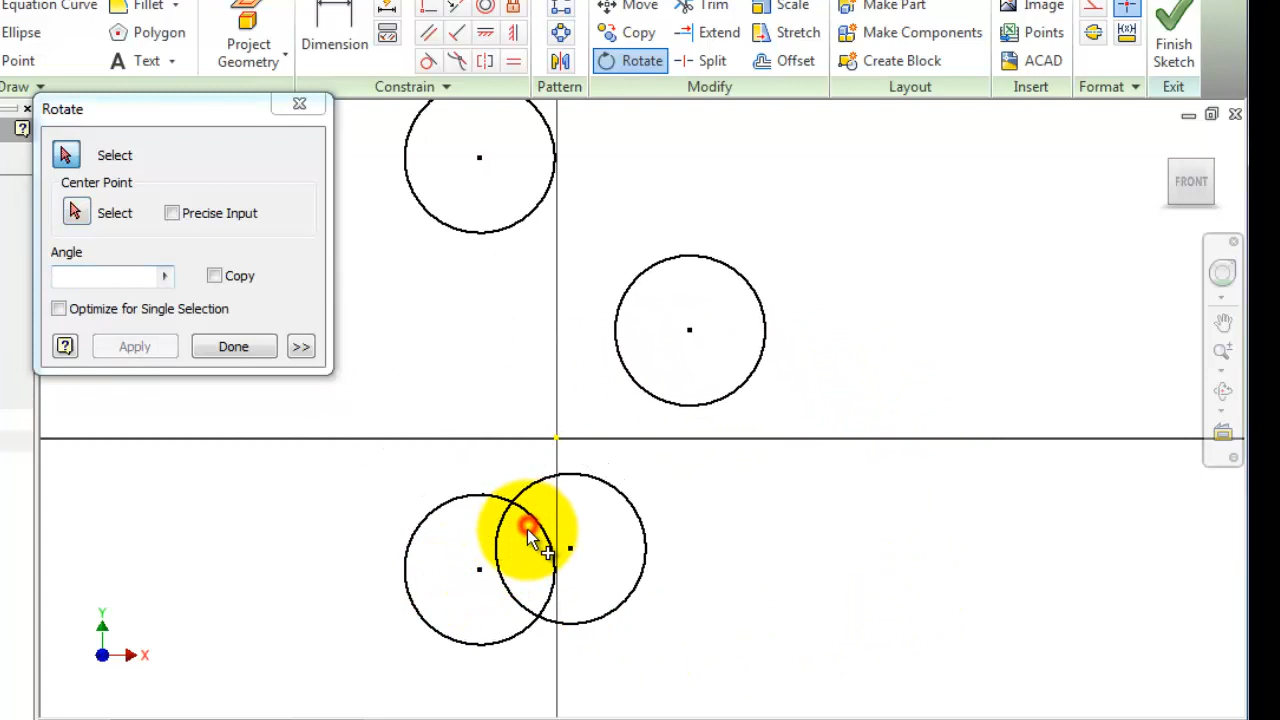 Equation Curve Fillet Move Trim Scale Make Part Image
Ellipse Polygon Project Geometry Dimension Copy Extend Stretch Make Components Points Finish Sketch
Point Text Rotate Split Offset Create Block ACAD
Draw Constrain Pattern Modify Layout Insert Format Exit
Rotate
Select
Center Point
Select Precise Input
Angle
Copy
Optimize for Single Selection
Apply Done >>
FRONT
Y
X